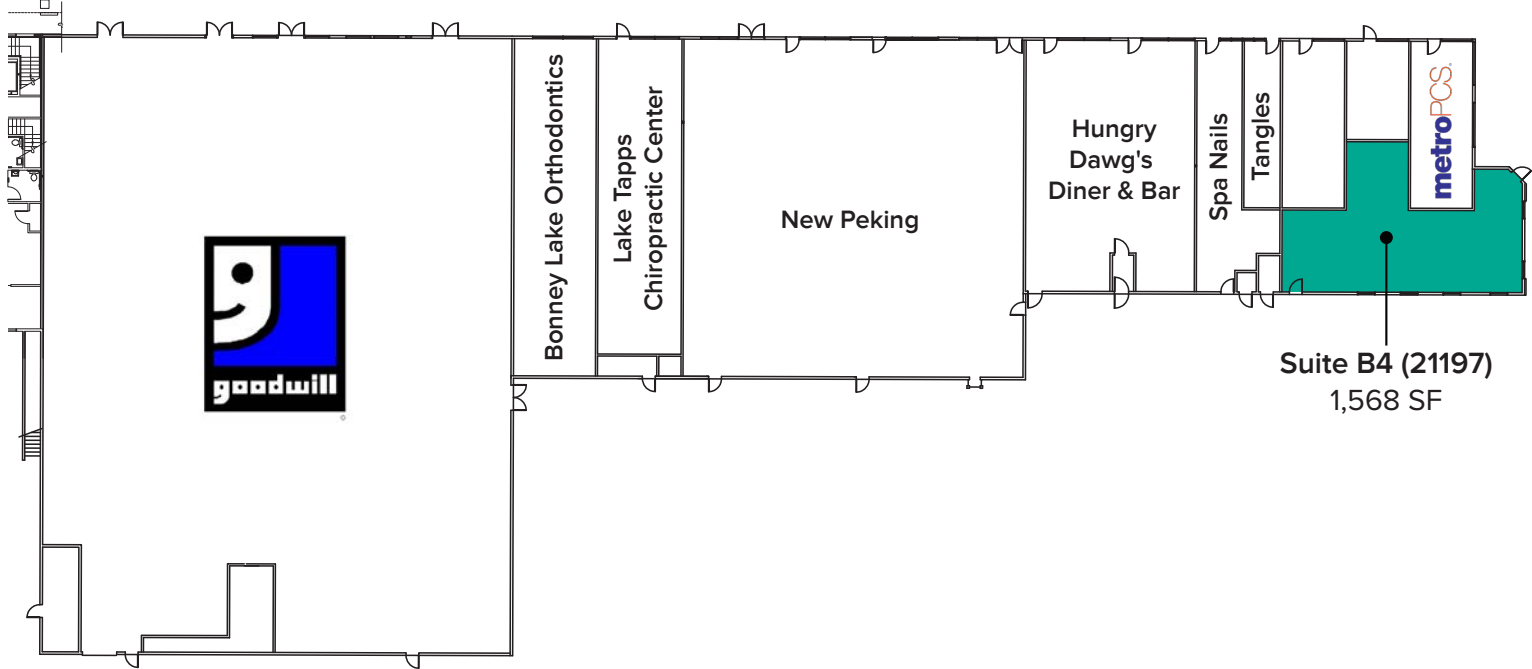 goodwill
Bonney Lake Orthodontics
Lake Tapps
Chiropractic Center
New Peking
Hungry
Dawg's
Diner & Bar
Spa Nails
Tangles
metroPCS.
Suite B4 (21197)
1,568 SF